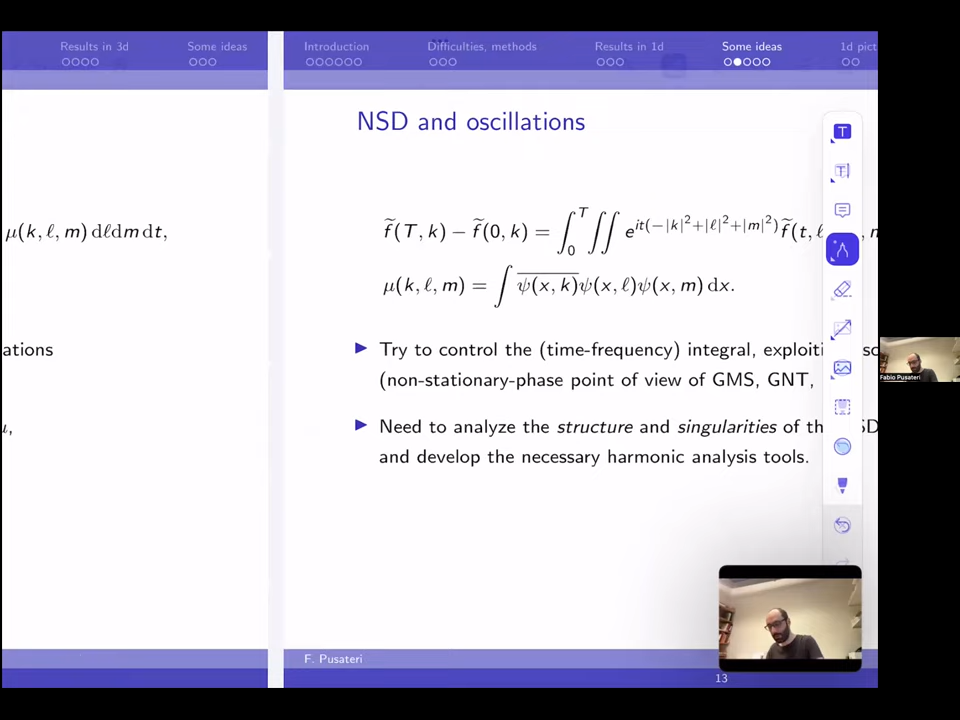 Results in 3d Some ideas
Introduction Difficulties, methods Results in 1d Some ideas 1d pict
NSD and oscillations
μ(k, ℓ, m) dℓdm dt,
f̃(T, k) − f̃(0, k) = ∫₀ᵀ ∬ e^{it(−|k|²+|ℓ|²+|m|²)} f̃(t, ℓ
μ(k, ℓ, m) = ∫ \overline{ψ(x, k)}ψ(x, ℓ)ψ(x, m) dx.
ations
▶ Try to control the (time-frequency) integral, exploiti
(non-stationary-phase point of view of GMS, GNT,
μ,
▶ Need to analyze the structure and singularities of th SD
and develop the necessary harmonic analysis tools.
F. Pusateri
13
Fabio Pusateri